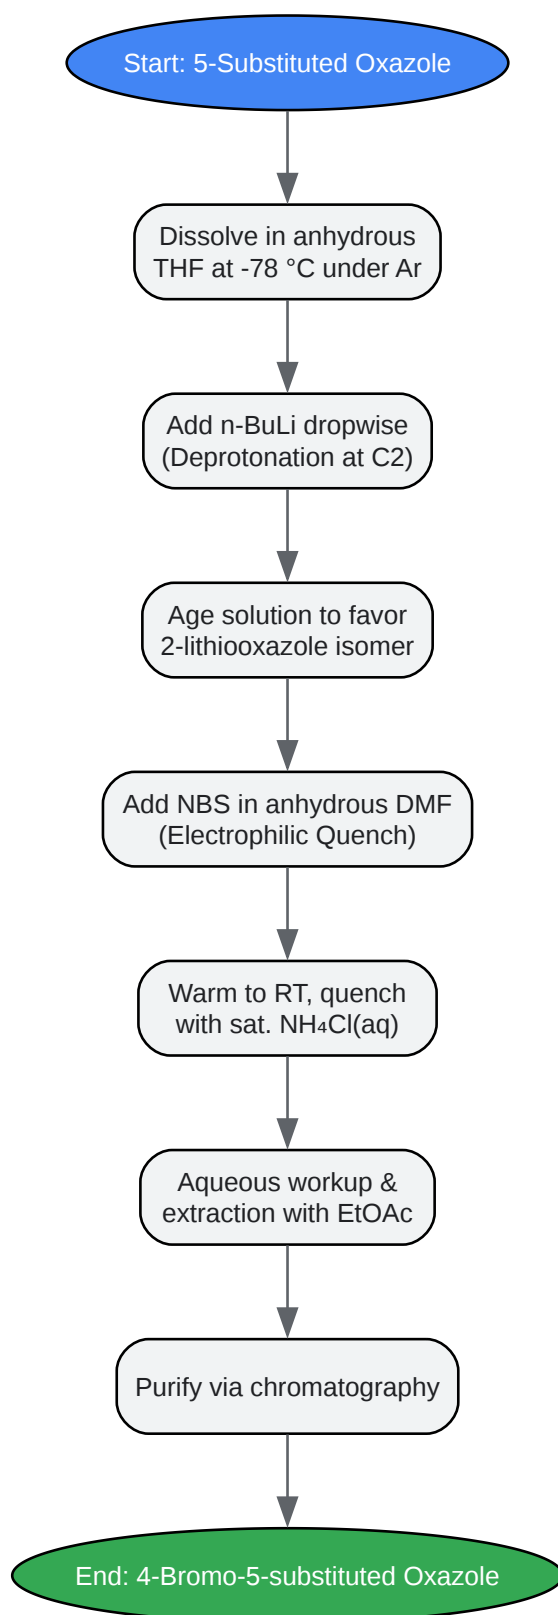 Start: 5-Substituted Oxazole
Dissolve in anhydrous
THF at -78 °C under Ar
Add n-BuLi dropwise
(Deprotonation at C2)
Age solution to favor
2-lithiooxazole isomer
Add NBS in anhydrous DMF
(Electrophilic Quench)
Warm to RT, quench
with sat. NH₄Cl(aq)
Aqueous workup &
extraction with EtOAc
Purify via chromatography
End: 4-Bromo-5-substituted Oxazole